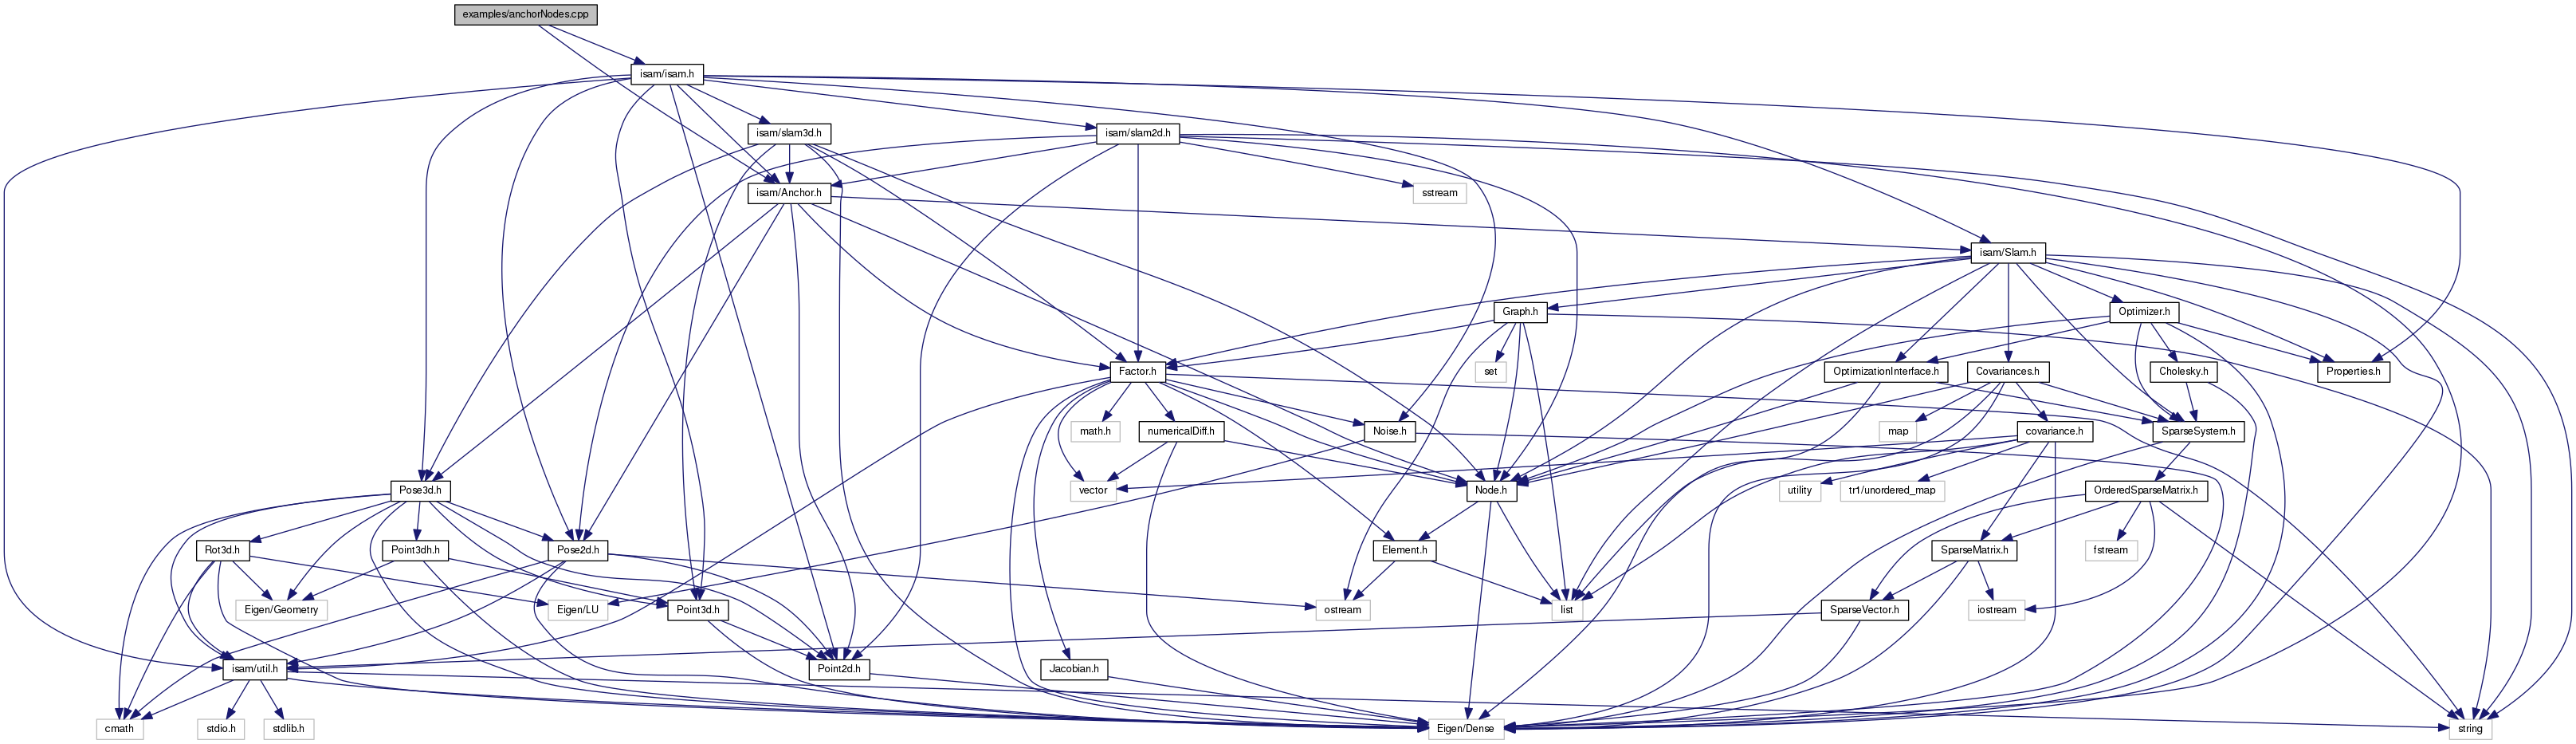 examples/anchorNodes.cpp
isam/isam.h
isam/slam3d.h
isam/slam2d.h
isam/Anchor.h
sstream
isam/Slam.h
Graph.h
Optimizer.h
Factor.h
set
OptimizationInterface.h
Covariances.h
Cholesky.h
Properties.h
math.h
numericalDiff.h
Noise.h
map
covariance.h
SparseSystem.h
Pose3d.h
vector
Node.h
utility
tr1/unordered_map
OrderedSparseMatrix.h
Rot3d.h
Point3dh.h
Pose2d.h
Element.h
SparseMatrix.h
fstream
Eigen/Geometry
Eigen/LU
Point3d.h
ostream
list
SparseVector.h
iostream
isam/util.h
Point2d.h
Jacobian.h
cmath
stdio.h
stdlib.h
Eigen/Dense
string